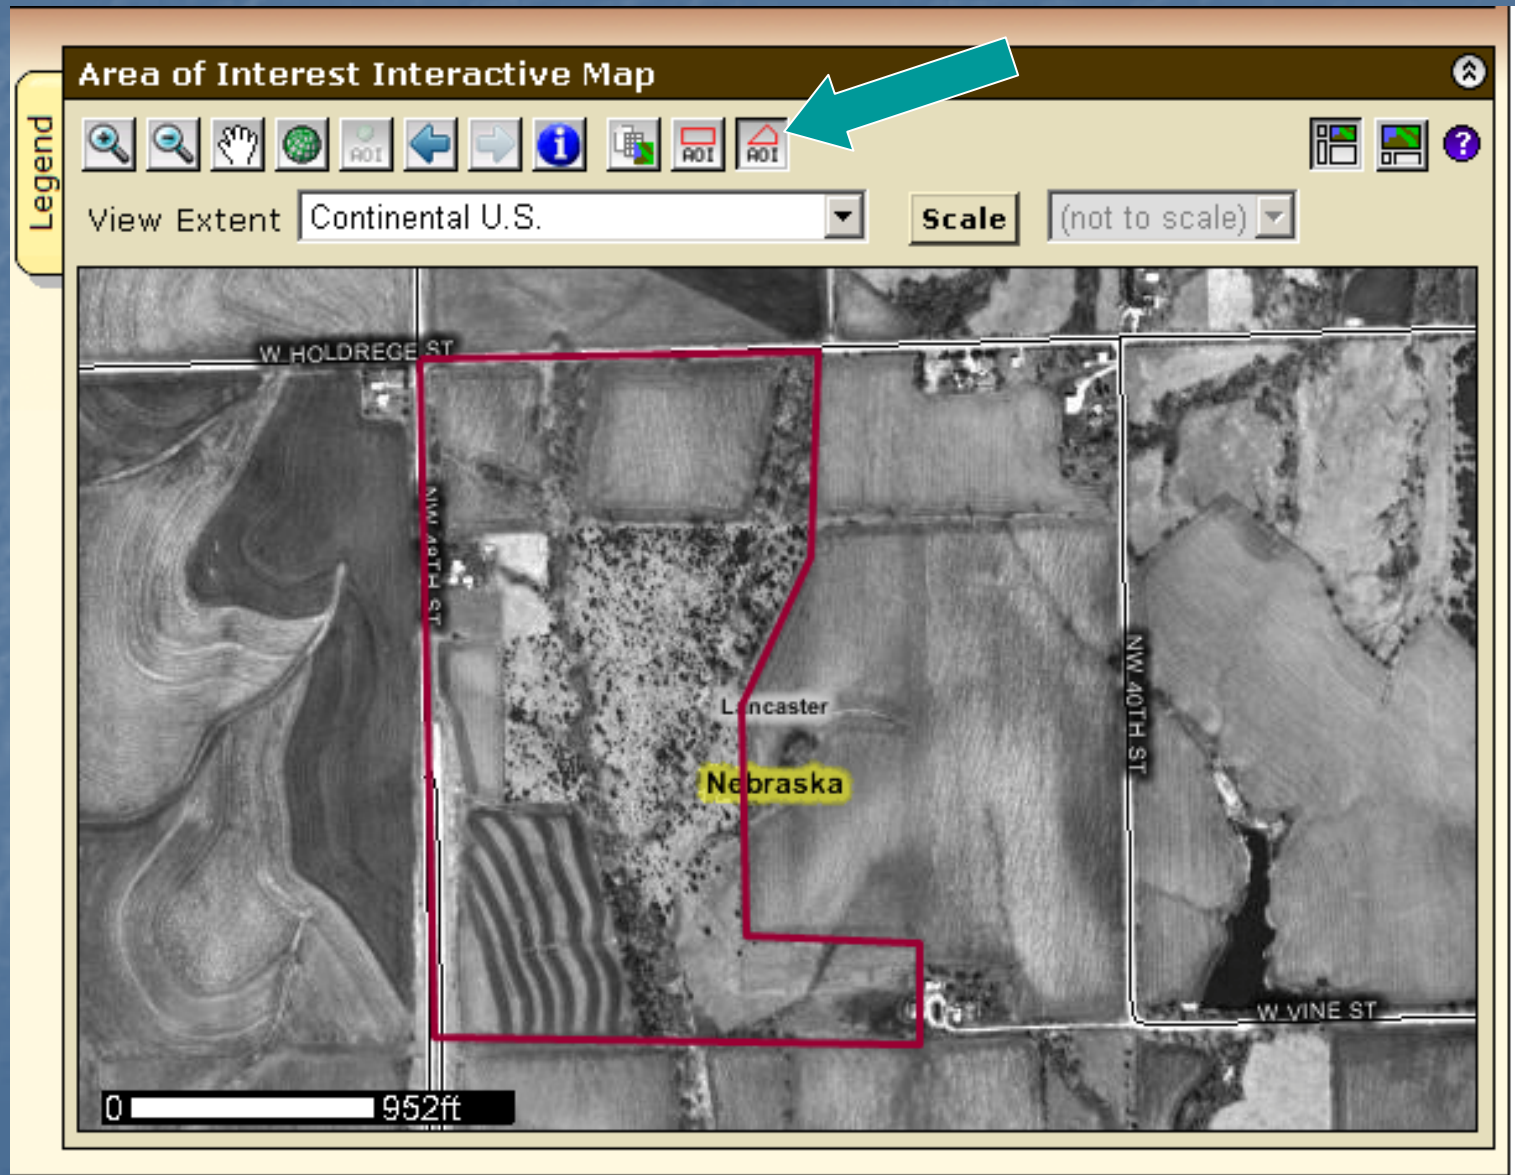 Legend
Area of Interest Interactive Map
AOI
AOI
AOI
View Extent
Continental U.S.
Scale
(not to scale)
W HOLDREGE ST
NW 48TH ST
Lancaster
Nebraska
NW 40TH ST
W VINE ST
0
952ft